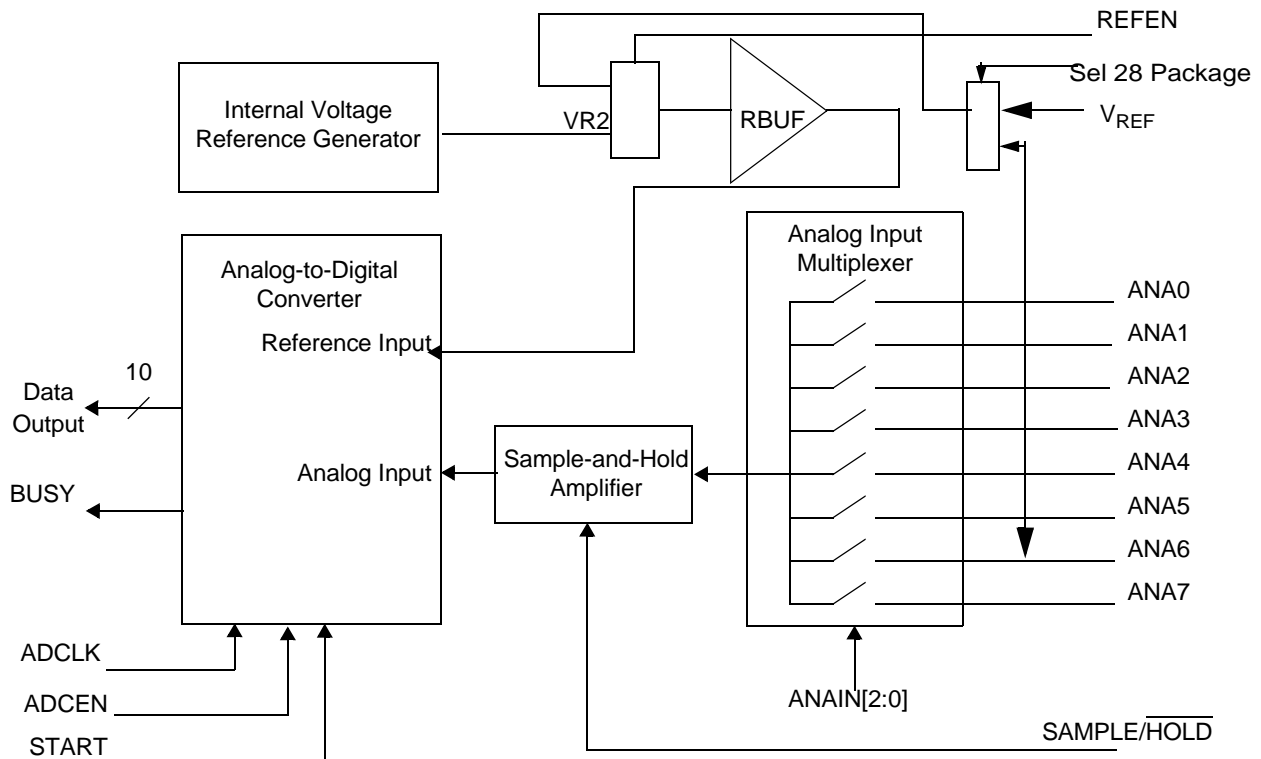 REFEN
Sel 28 Package
Internal Voltage
Reference Generator
VR2
RBUF
VREF
Analog Input
Multiplexer
Analog-to-Digital
Converter
ANA0
ANA1
Reference Input
10
ANA2
Data
Output
ANA3
Sample-and-Hold
Amplifier
Analog Input
ANA4
BUSY
ANA5
ANA6
ANA7
ADCLK
ADCEN
ANAIN[2:0]
START
SAMPLE/HOLD